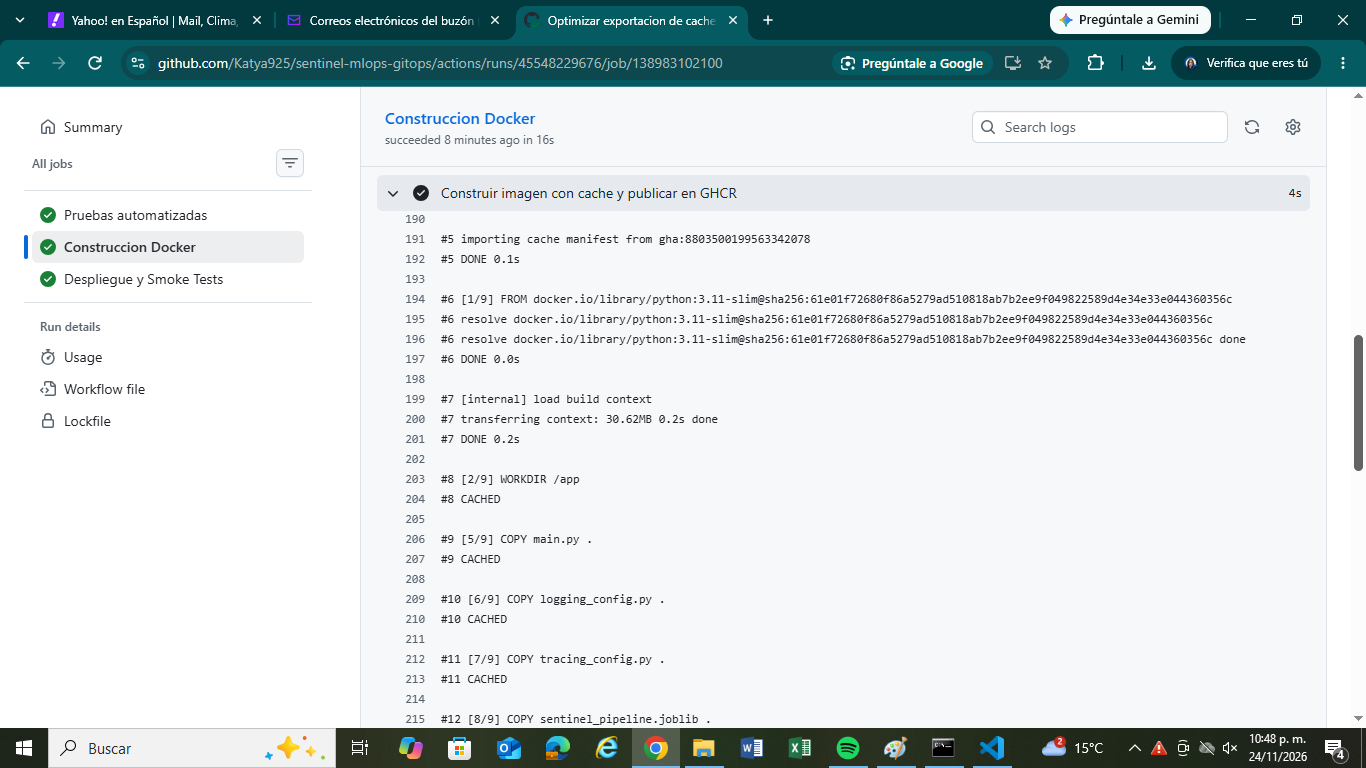 Yahoo! en Español | Mail, Clima,
Correos electrónicos del buzón
Optimizar exportacion de cache
Pregúntale a Gemini
github.com/Katya925/sentinel-mlops-gitops/actions/runs/45548229676/job/138983102100
Pregúntale a Google
Verifica que eres tú
Summary
All jobs
Pruebas automatizadas
Construccion Docker
Despliegue y Smoke Tests
Run details
Usage
Workflow file
Lockfile
Construccion Docker
succeeded 8 minutes ago in 16s
Search logs
Construir imagen con cache y publicar en GHCR
4s
190
191 #5 importing cache manifest from gha:8803500199563342078
192 #5 DONE 0.1s
193
194 #6 [1/9] FROM docker.io/library/python:3.11-slim@sha256:61e01f72680f86a5279ad510818ab7b2ee9f049822589d4e34e33e044360356c
195 #6 resolve docker.io/library/python:3.11-slim@sha256:61e01f72680f86a5279ad510818ab7b2ee9f049822589d4e34e33e044360356c
196 #6 resolve docker.io/library/python:3.11-slim@sha256:61e01f72680f86a5279ad510818ab7b2ee9f049822589d4e34e33e044360356c done
197 #6 DONE 0.0s
198
199 #7 [internal] load build context
200 #7 transferring context: 30.62MB 0.2s done
201 #7 DONE 0.2s
202
203 #8 [2/9] WORKDIR /app
204 #8 CACHED
205
206 #9 [5/9] COPY main.py .
207 #9 CACHED
208
209 #10 [6/9] COPY logging_config.py .
210 #10 CACHED
211
212 #11 [7/9] COPY tracing_config.py .
213 #11 CACHED
214
215 #12 [8/9] COPY sentinel_pipeline.joblib .
Buscar
2
15°C
10:48 p. m.
24/11/2026
4